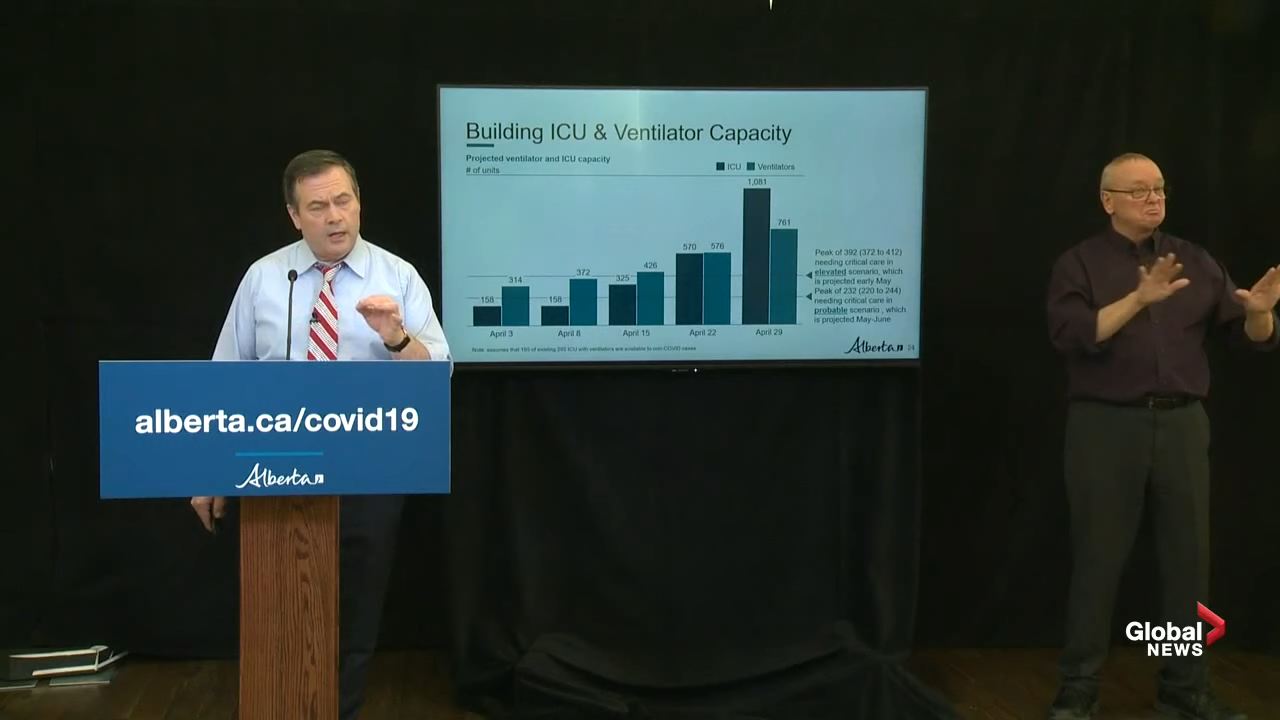 Building ICU & Ventilator Capacity
Projected ventilator and ICU capacity
# of units
ICU Ventilators
1,081
761
570 576
426
372
314 325
158 158
April 3 April 8 April 15 April 22 April 29
Peak of 392 (372 to 412)
needing critical care in
elevated scenario, which
is projected early May
Peak of 232 (220 to 244)
needing critical care in
probable scenario , which
is projected May-June
Alberta 24
alberta.ca/covid19
Alberta
Global
NEWS